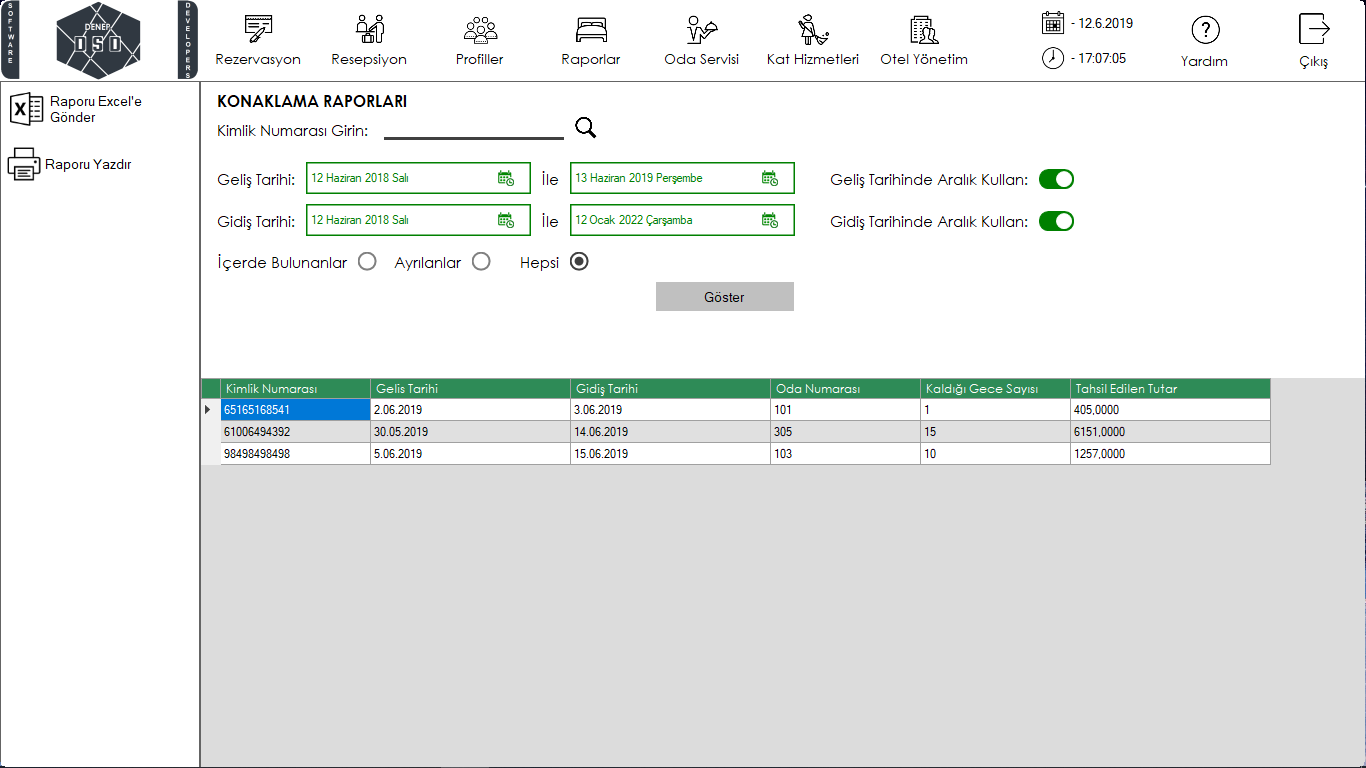 SOFTWARE
DENEP
DSD
DEVELOPERS
Rezervasyon
Resepsiyon
Profiller
Raporlar
Oda Servisi
Kat Hizmetleri
Otel Yönetim
- 12.6.2019
- 17:07:05
Yardım
Çıkış
Raporu Excel'e
Gönder
Raporu Yazdır
KONAKLAMA RAPORLARI
Kimlik Numarası Girin:
Geliş Tarihi: 12 Haziran 2018 Salı İle 13 Haziran 2019 Perşembe Geliş Tarihinde Aralık Kullan:
Gidiş Tarihi: 12 Haziran 2018 Salı İle 12 Ocak 2022 Çarşamba Gidiş Tarihinde Aralık Kullan:
İçerde Bulunanlar Ayrılanlar Hepsi
Göster
Kimlik Numarası Gelis Tarihi Gidiş Tarihi Oda Numarası Kaldığı Gece Sayısı Tahsil Edilen Tutar
65165168541 2.06.2019 3.06.2019 101 1 405,0000
61006494392 30.05.2019 14.06.2019 305 15 6151,0000
98498498498 5.06.2019 15.06.2019 103 10 1257,0000